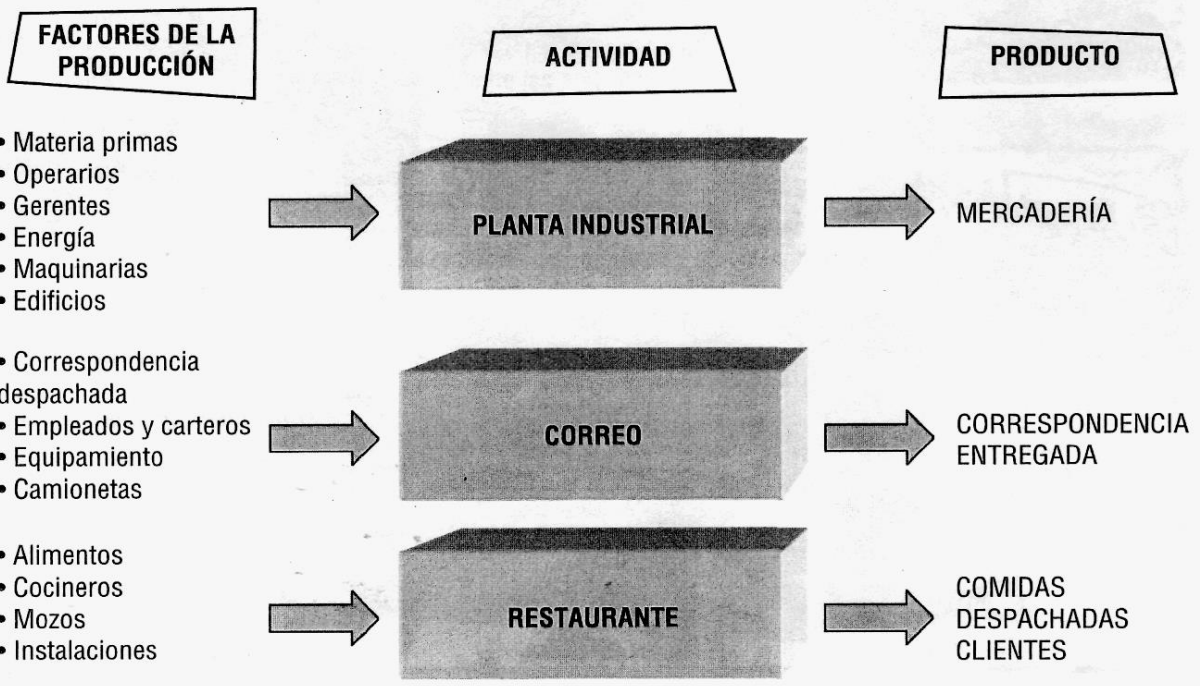 FACTORES DE LA
PRODUCCIÓN
ACTIVIDAD
PRODUCTO
• Materia primas
• Operarios
• Gerentes
• Energía
• Maquinarias
• Edificios
PLANTA INDUSTRIAL
MERCADERÍA
• Correspondencia
despachada
• Empleados y carteros
• Equipamiento
• Camionetas
CORREO
CORRESPONDENCIA
ENTREGADA
• Alimentos
• Cocineros
• Mozos
• Instalaciones
RESTAURANTE
COMIDAS
DESPACHADAS
CLIENTES